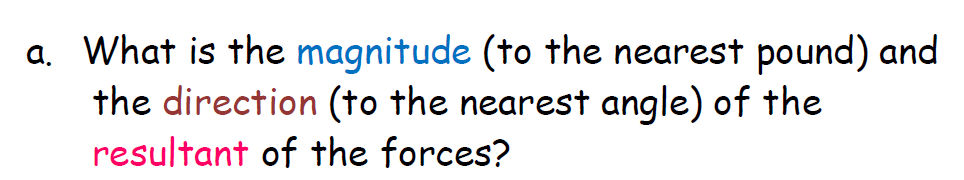 a. What is the magnitude (to the nearest pound) and
the direction (to the nearest angle) of the
resultant of the forces?